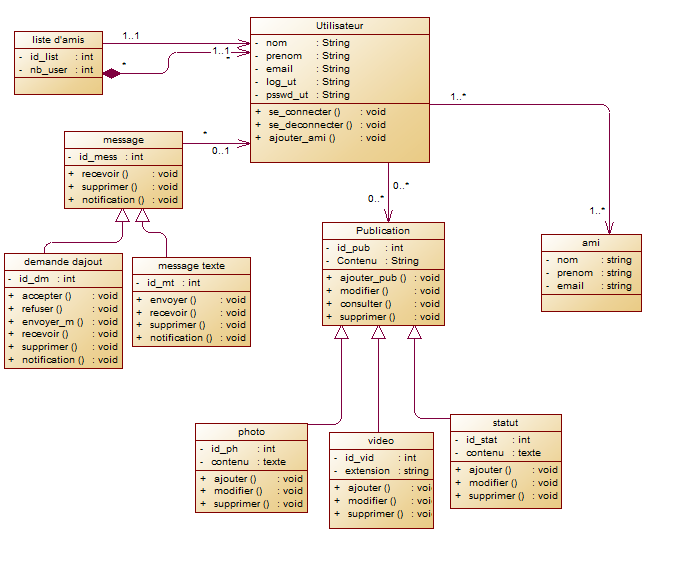 liste d'amis
- id_list : int
- nb_user : int
1..1
1..1
*
*
Utilisateur
- nom : String
- prenom : String
- email : String
- log_ut : String
- psswd_ut : String
+ se_connecter () : void
+ se_deconnecter () : void
+ ajouter_ami () : void
1..*
1..*
message
- id_mess : int
+ recevoir () : void
+ supprimer () : void
+ notification () : void
*
0..1
0..*
0..*
Publication
- id_pub : int
- Contenu : String
+ ajouter_pub () : void
+ modifier () : void
+ consulter () : void
+ supprimer () : void
ami
- nom : string
- prenom : string
- email : string
demande dajout
- id_dm : int
+ accepter () : void
+ refuser () : void
+ envoyer_m () : void
+ recevoir () : void
+ supprimer () : void
+ notification () : void
message texte
- id_mt : int
+ envoyer () : void
+ recevoir () : void
+ supprimer () : void
+ notification () : void
photo
- id_ph : int
- contenu : texte
+ ajouter () : void
+ modifier () : void
+ supprimer () : void
video
- id_vid : int
- extension : string
+ ajouter () : voi
+ modifier () : voi
+ supprimer () : voi
statut
- id_stat : int
- contenu : texte
+ ajouter () : void
+ modifier () : void
+ supprimer () : void